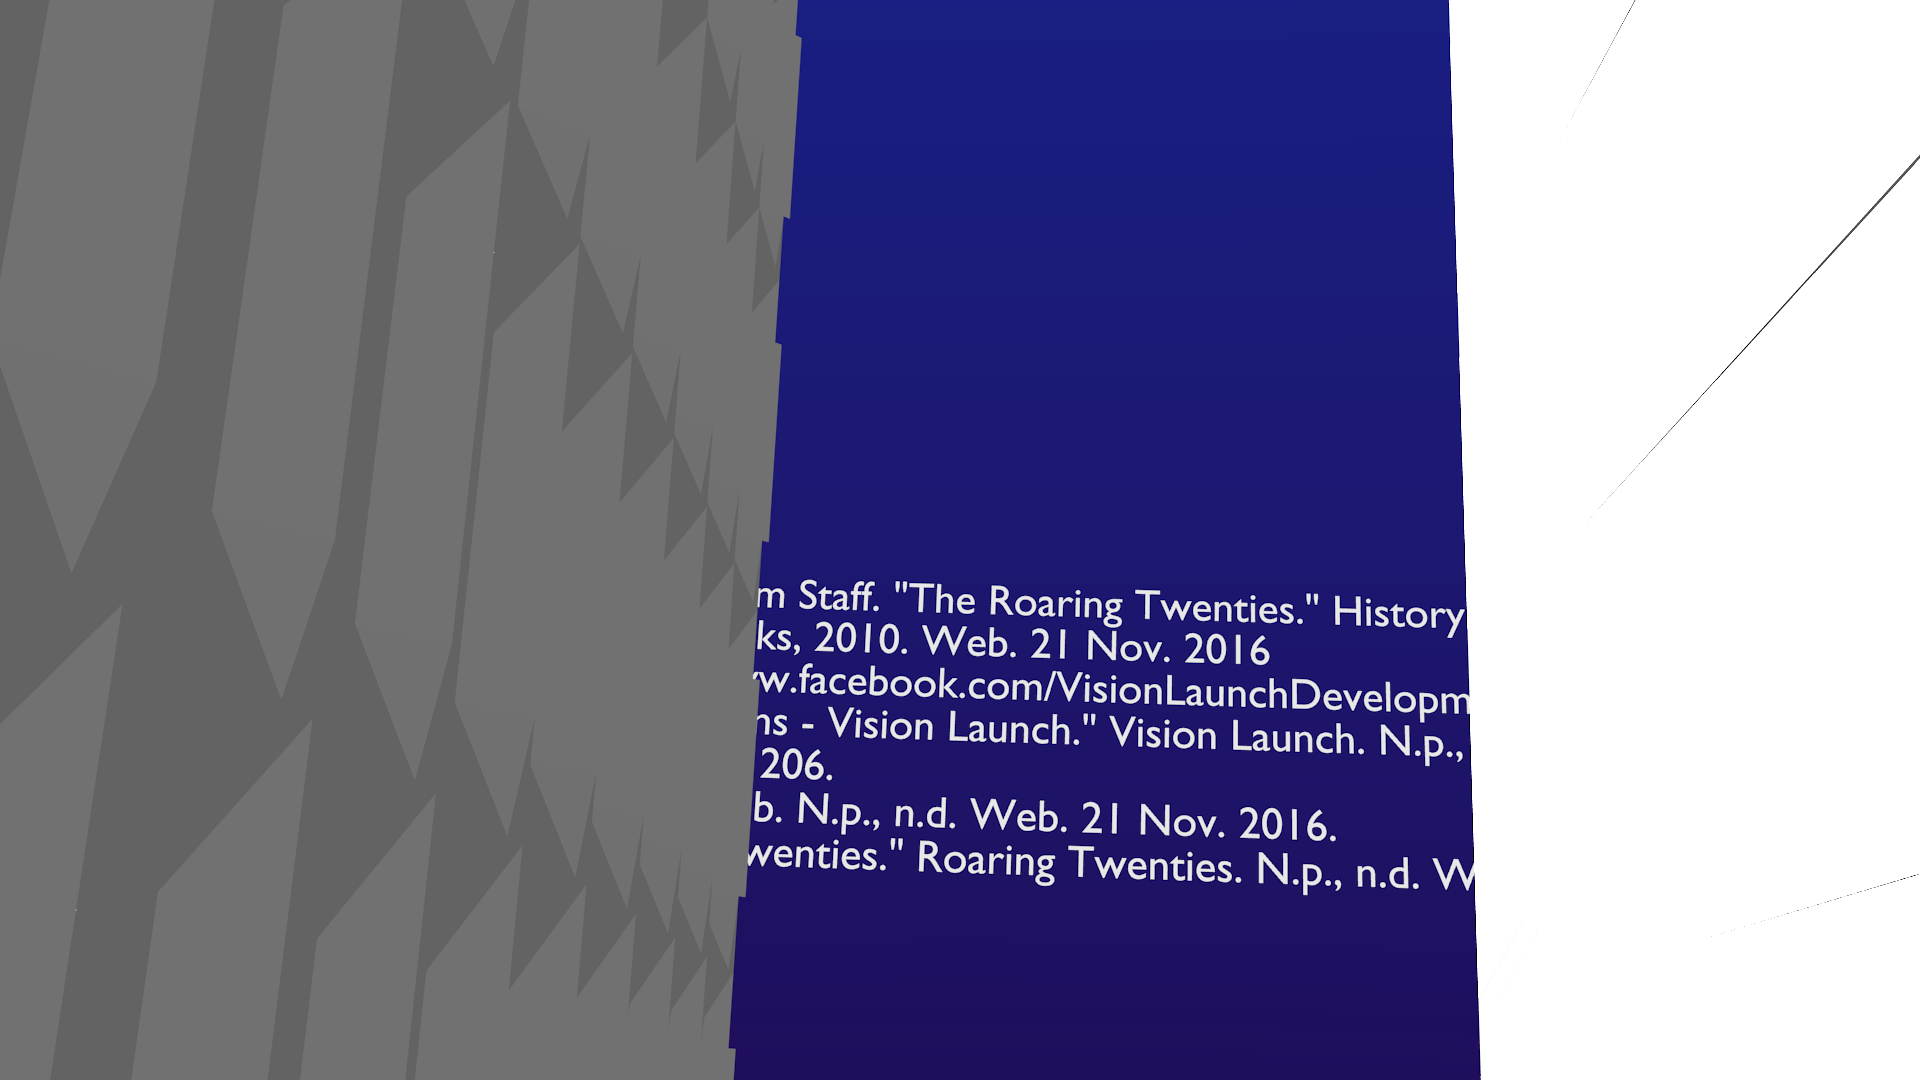 m Staff. "The Roaring Twenties." History
ks, 2010. Web. 21 Nov. 2016
w.facebook.com/VisionLaunchDevelopm
ns - Vision Launch." Vision Launch. N.p.,
206.
b. N.p., n.d. Web. 21 Nov. 2016.
wenties." Roaring Twenties. N.p., n.d. W